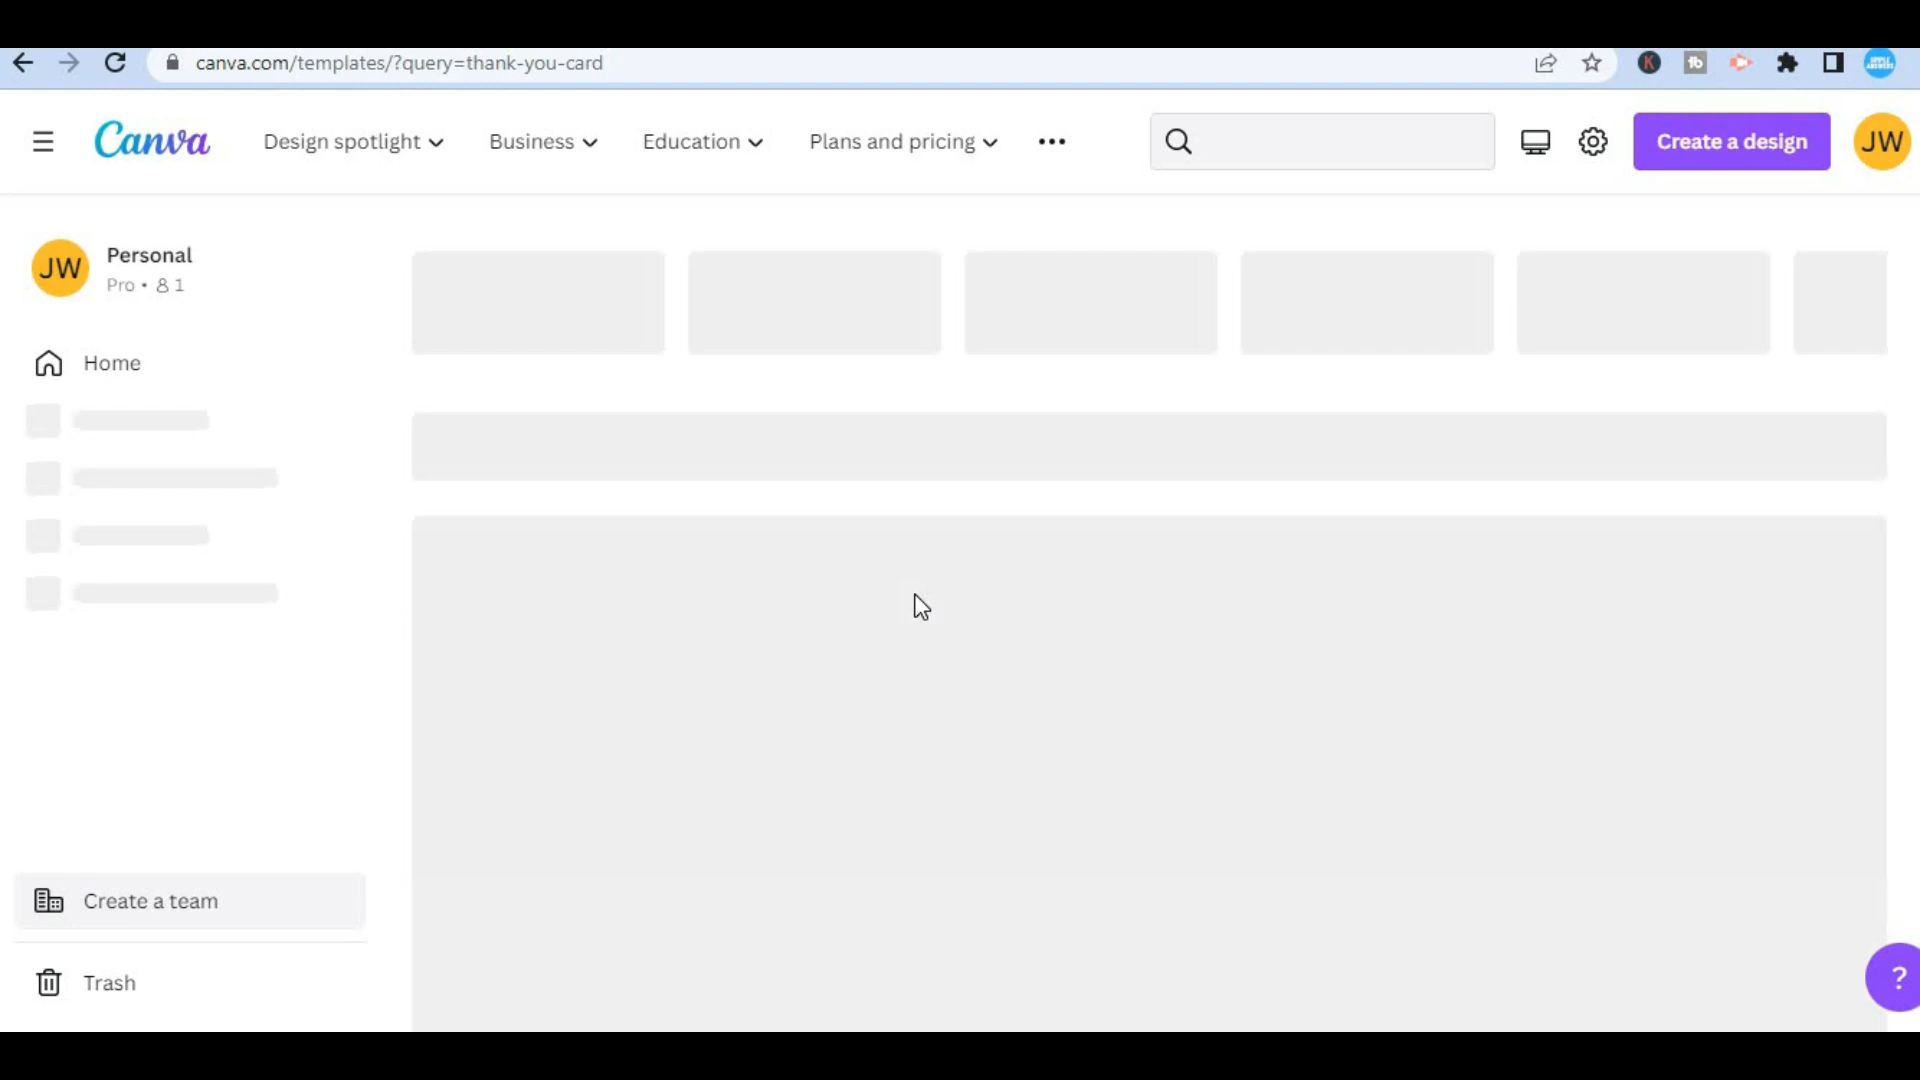 canva.com/templates/?query=thank-you-card
Canva Design spotlight Business Education Plans and pricing ••• Create a design JW
JW Personal
Pro • 1
Home
Create a team
Trash
?